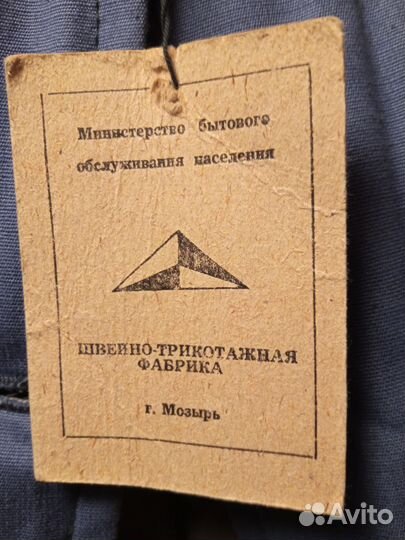 Министерство бытового
обслуживания населения
ШВЕЙНО-ТРИКОТАЖНАЯ
ФАБРИКА
г. Мозырь
Avito